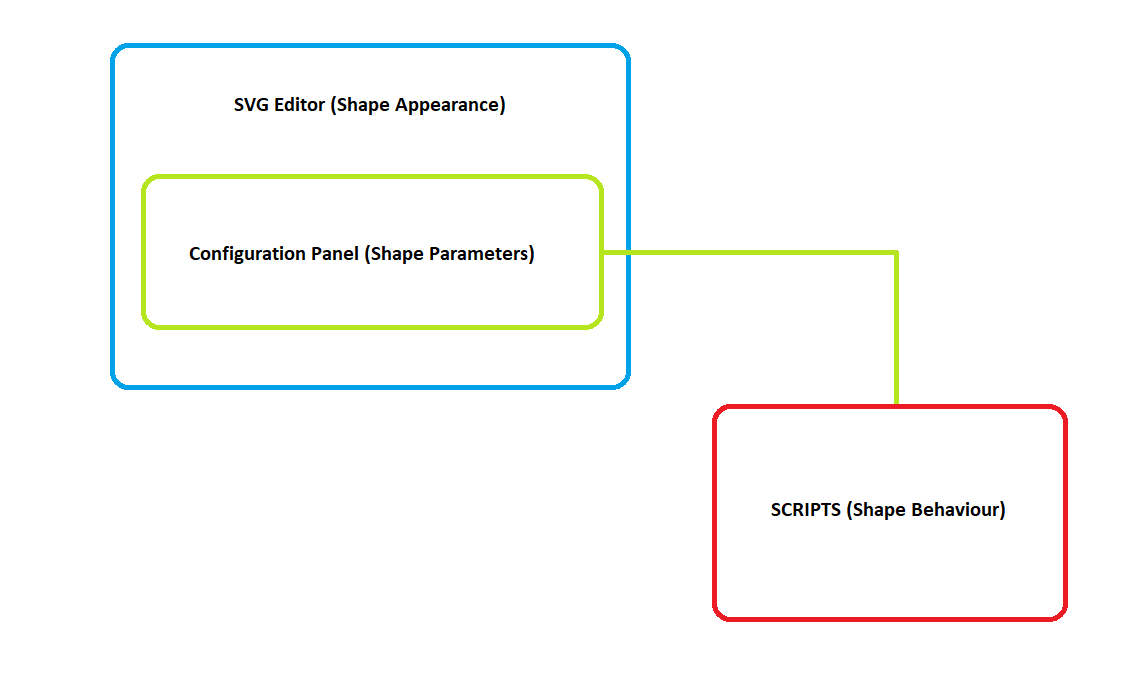 SVG Editor (Shape Appearance)
Configuration Panel (Shape Parameters)
SCRIPTS (Shape Behaviour)